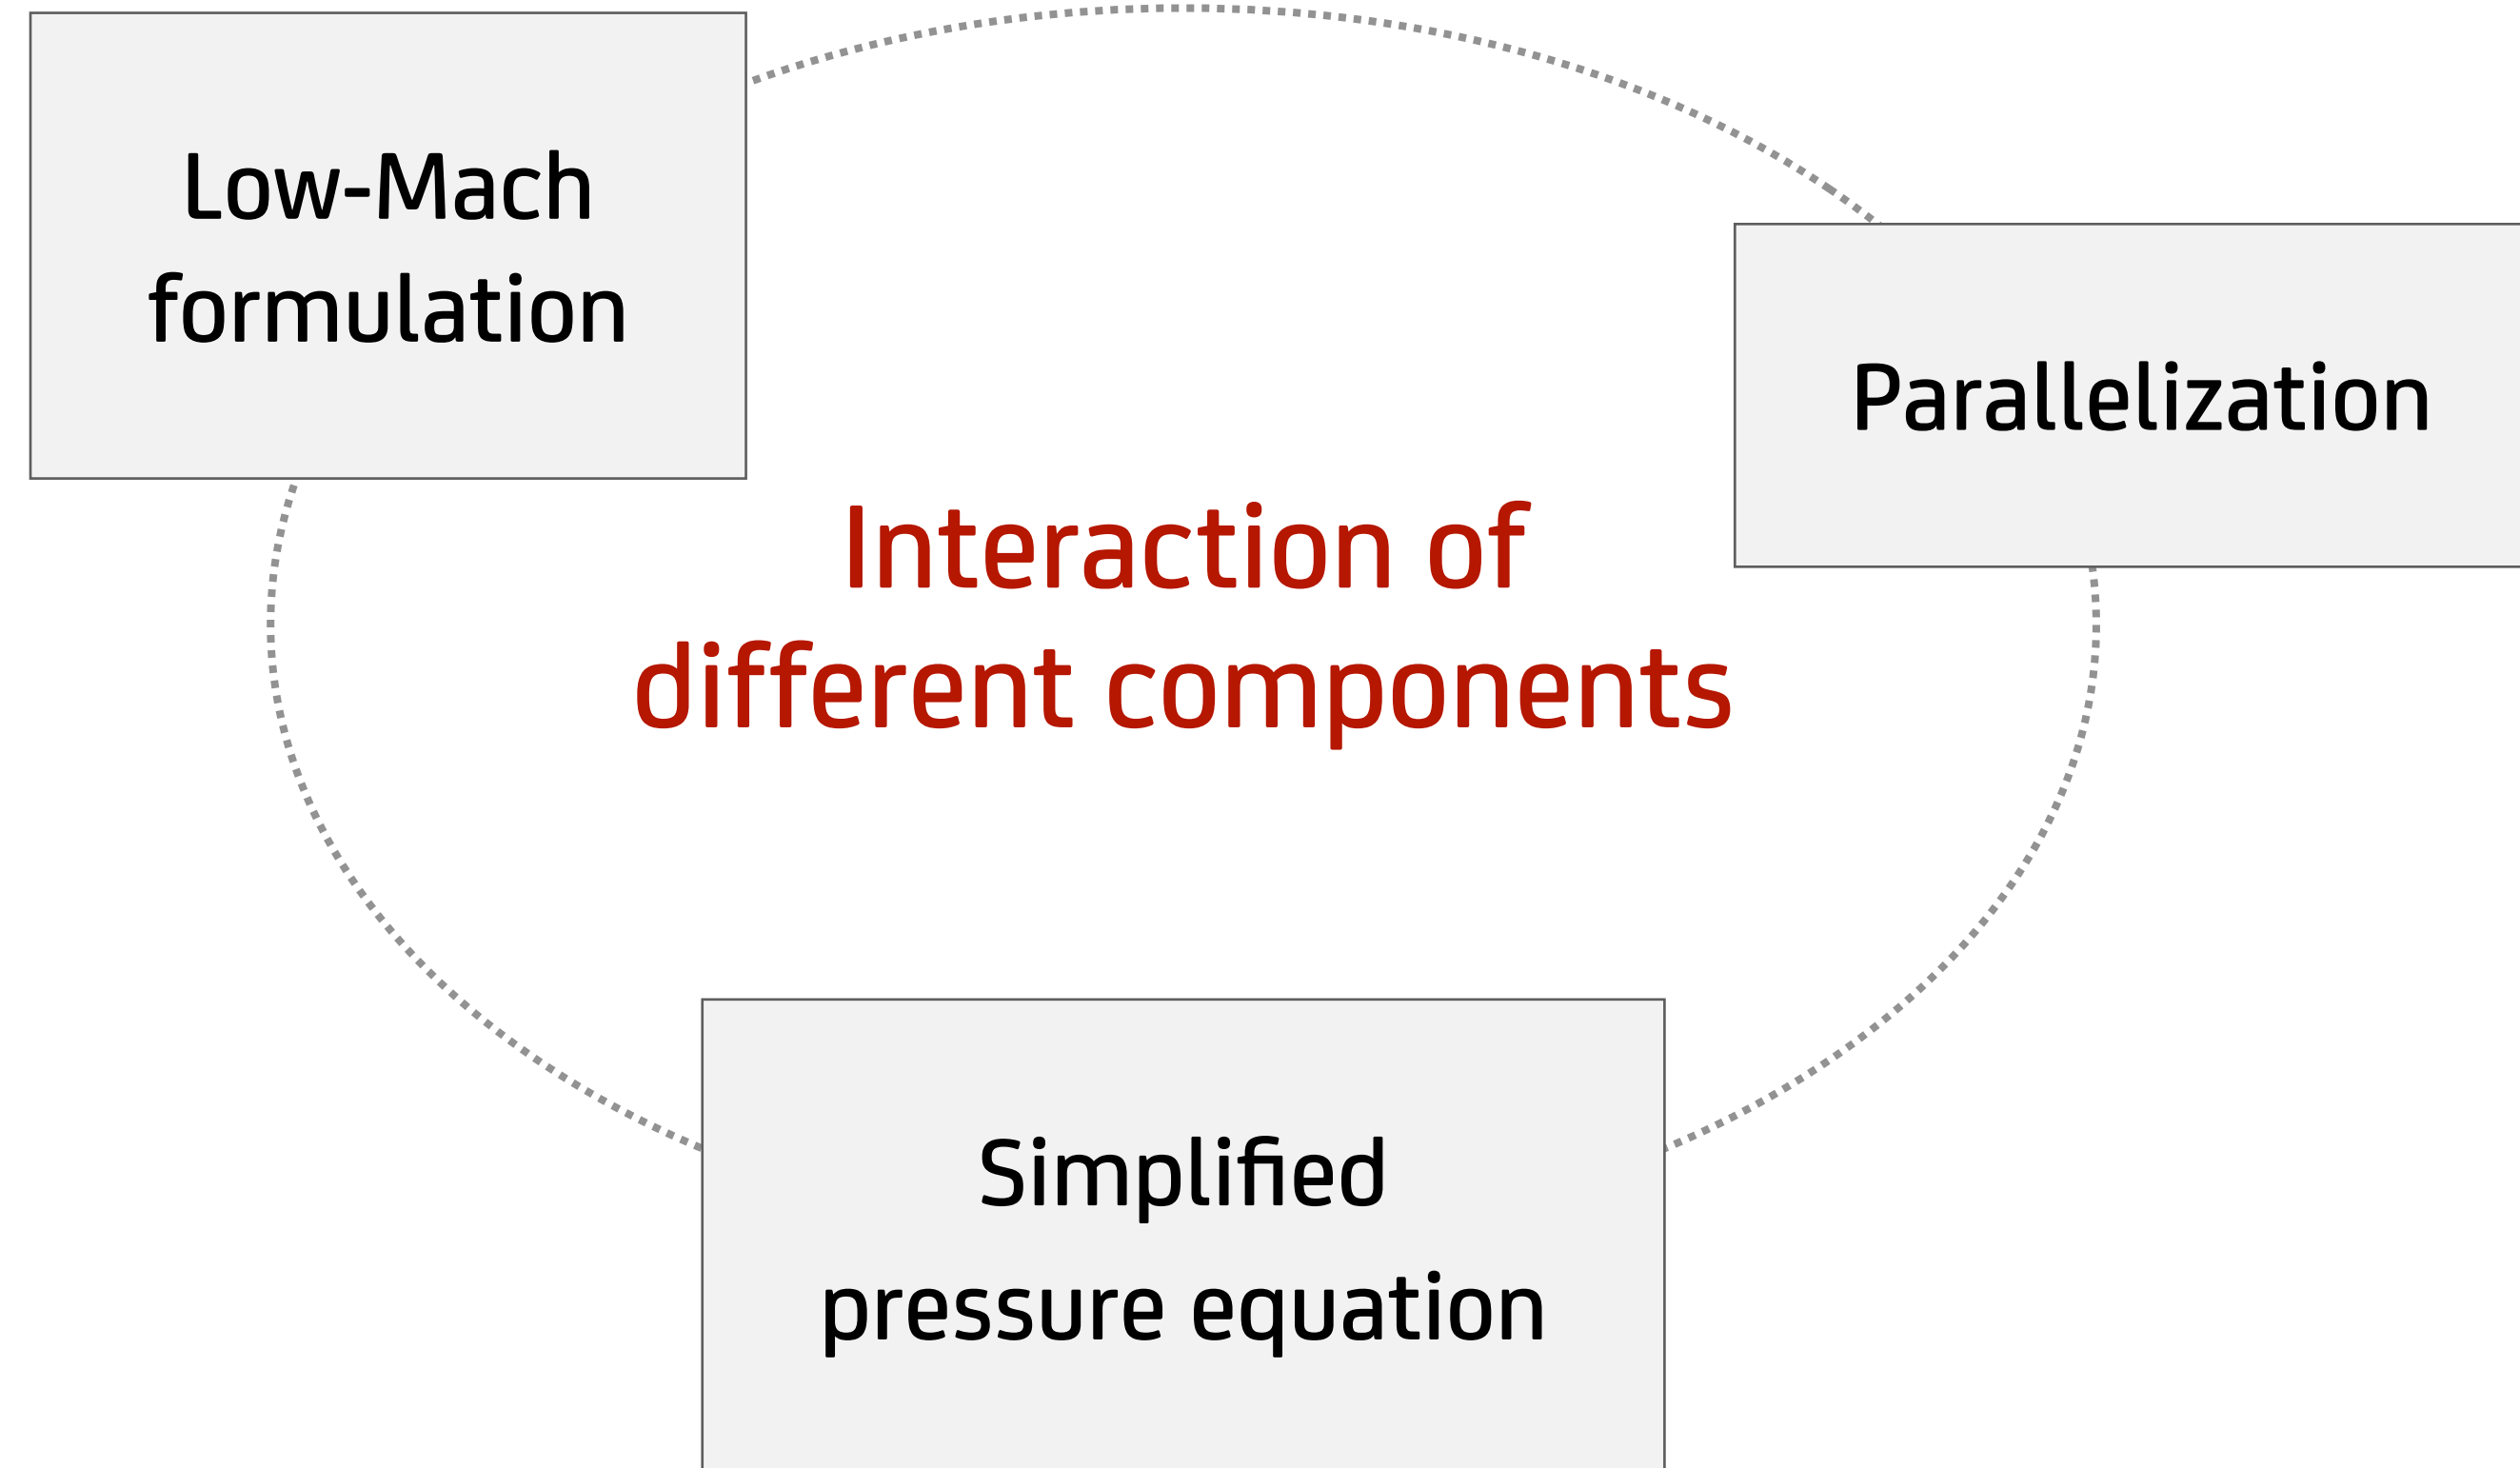 Low-Mach
formulation
Parallelization
Interaction of
different components
Simplified
pressure equation